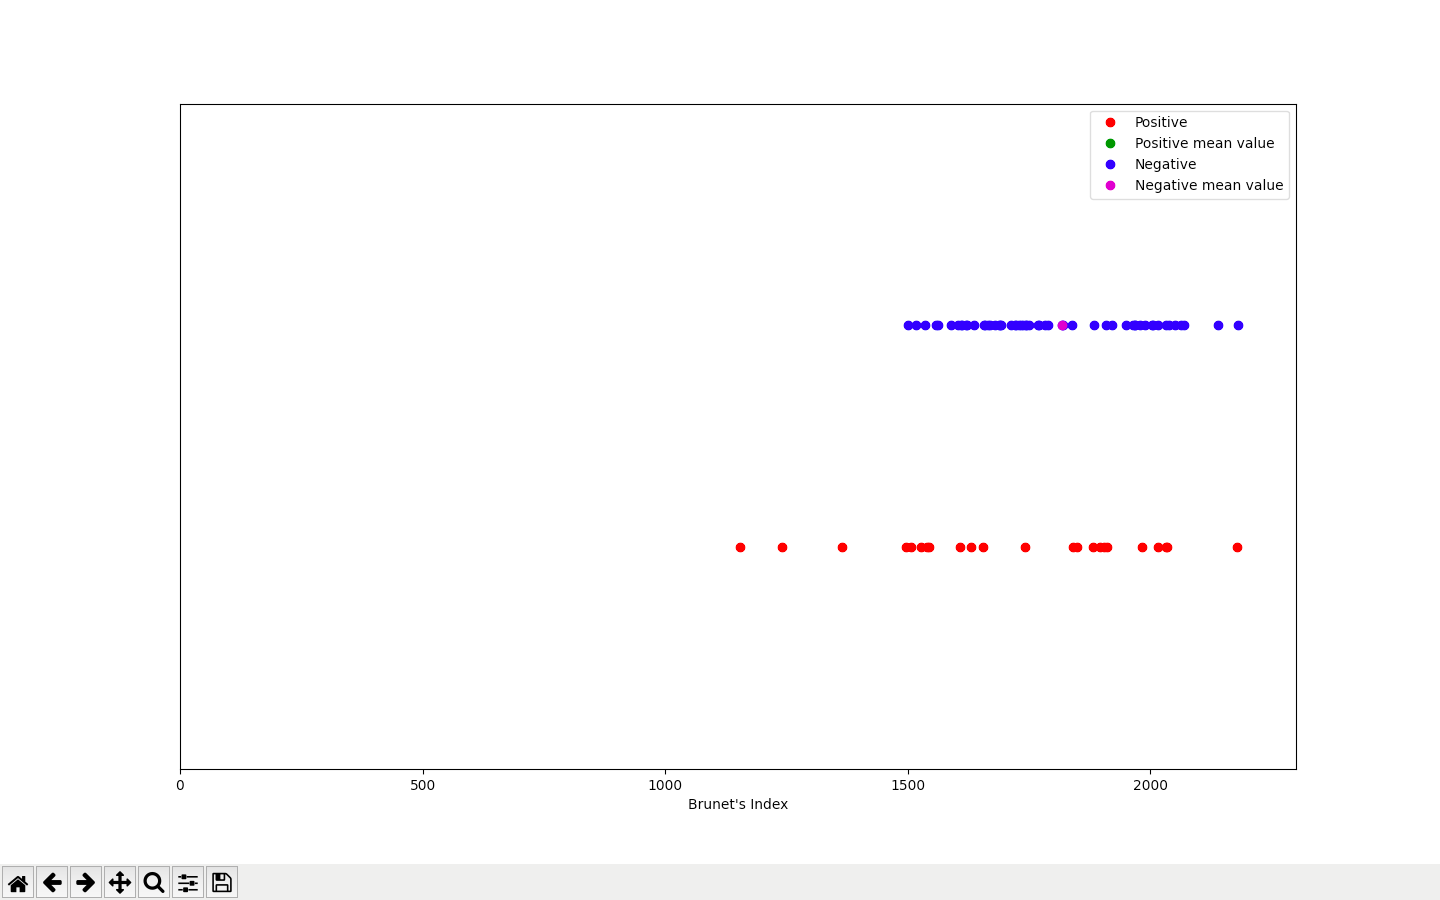 Positive
Positive mean value
Negative
Negative mean value
0 500 1000 1500 2000
Brunet's Index